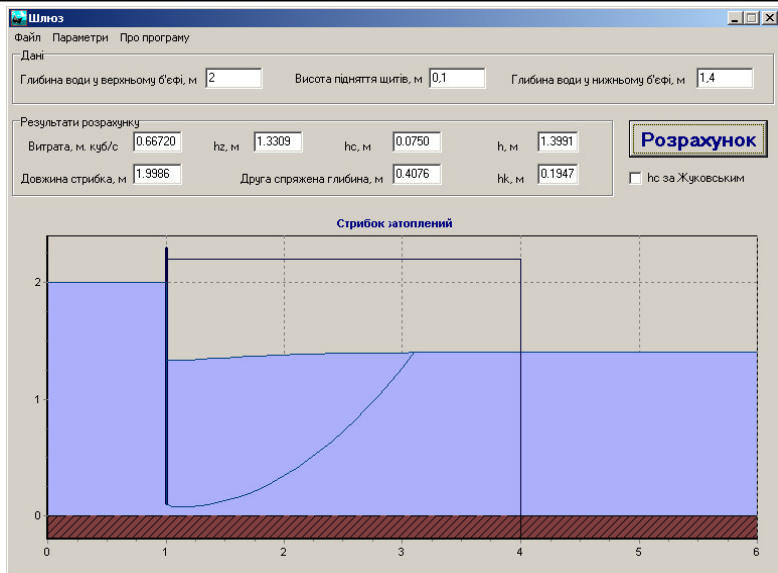 Шлюз
Файл Параметри Про програму
Дані
Глибина води у верхньому б'єфі, м 2 Висота підняття щитів, м 0,1 Глибина води у нижньому б'єфі, м 1,4
Результати розрахунку
Витрата, м. куб/с 0.66720 hz, м 1.3309 hc, м 0.0750 h, м 1.3991
Розрахунок
Довжина стрибка, м 1.9986 Друга спряжена глибина, м 0.4076 hk, м 0.1947
hc за Жуковським
Стрибок затоплений
2
1
0
0 1 2 3 4 5 6